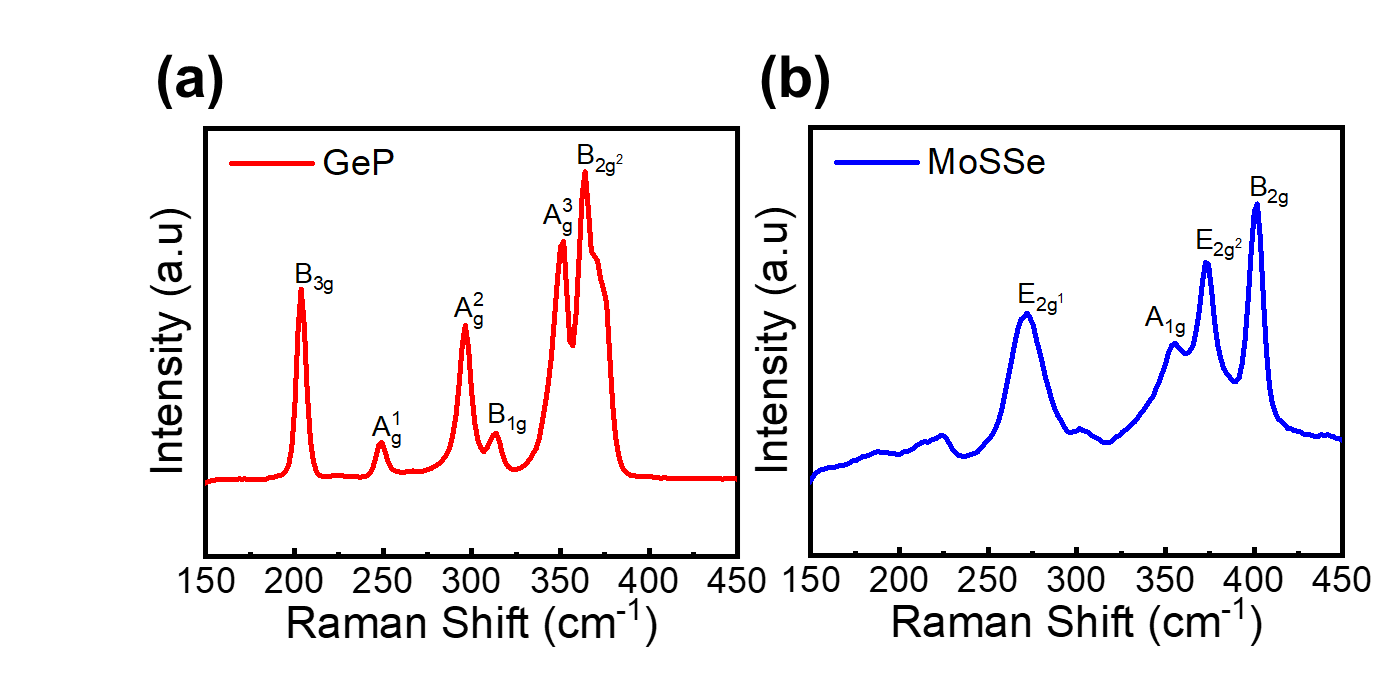 (a)
GeP
B3g
A1g
A2g
B1g
A3g
B2g2
Intensity (a.u)
150 200 250 300 350 400 450
Raman Shift (cm-1)
(b)
MoSSe
E2g1
A1g
E2g2
B2g
Intensity (a.u)
150 200 250 300 350 400 450
Raman Shift (cm-1)